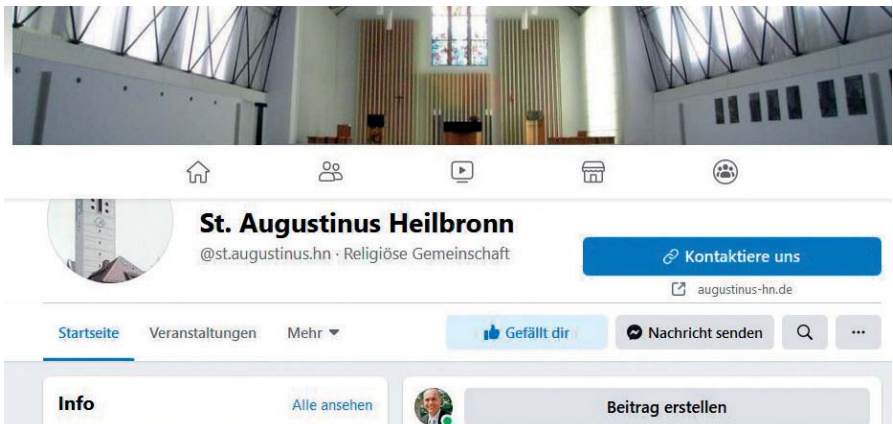 St. Augustinus Heilbronn
@st.augustinus.hn · Religiöse Gemeinschaft
Kontaktiere uns
augustinus-hn.de
Startseite Veranstaltungen Mehr Gefällt dir Nachricht senden
Info Alle ansehen Beitrag erstellen